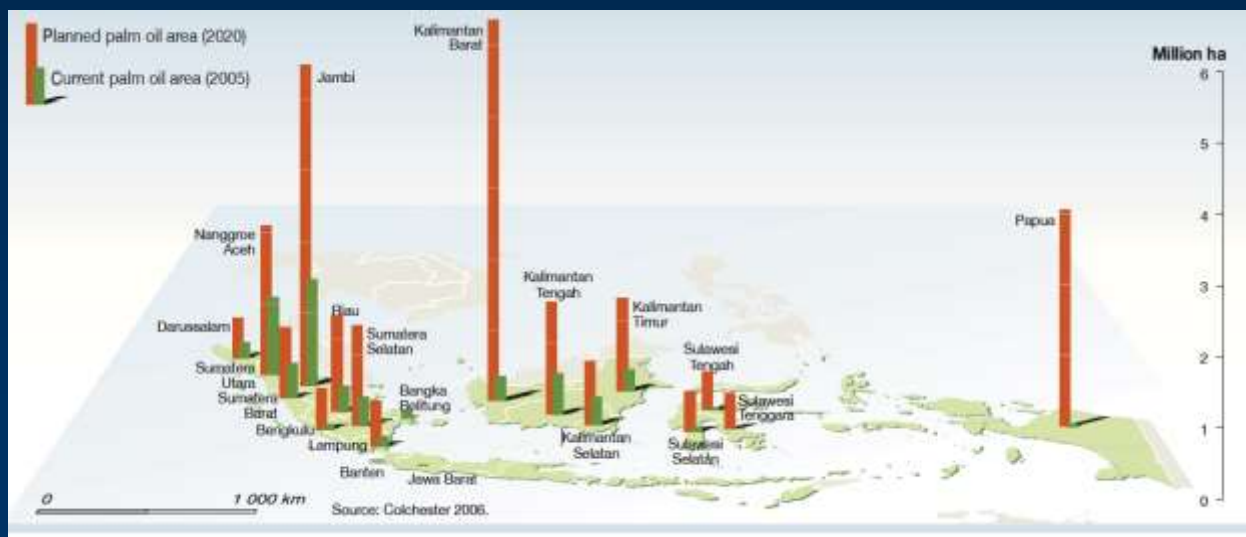 Planned palm oil area (2020)
Current palm oil area (2005)
Kalimantan
Barat
Jambi
Million ha
6
5
4
3
2
1
0
Nanggroe
Aceh
Papua
Kalimantan
Tengah
Kalimantan
Timur
Darussalam
Riau
Sumatera
Selatan
Sulawesi
Tengah
Sumatera
Utara
Sumatera
Barat
Bangka
Belitung
Sulawesi
Tenggara
Bengkulu
Lampung
Kalimantan
Selatan
Sulawesi
Selatan
Banten
Jawa Barat
0
1 000 km
Source: Colchester 2006.